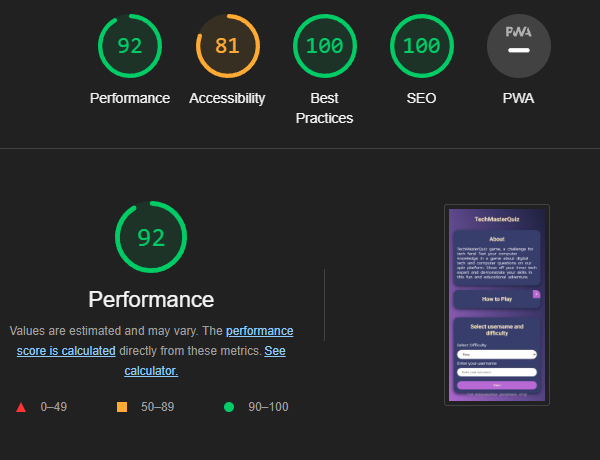 92
81
100
100
PWA
Performance
Accessibility
Best
Practices
SEO
PWA
92
Performance
Values are estimated and may vary. The performance
score is calculated directly from these metrics. See
calculator.
0–49
50–89
90–100
TechMasterQuiz
About
TechMasterQuiz game, a challenge for
tech fans! Test your computer
knowledge in a game about digital
tech and computer questions on our
quiz platform. Show off your inner tech
expert and demonstrate your skills in
this fun and educational adventure.
How to Play
Select username and
difficulty
Select Difficulty
Easy
Enter your username